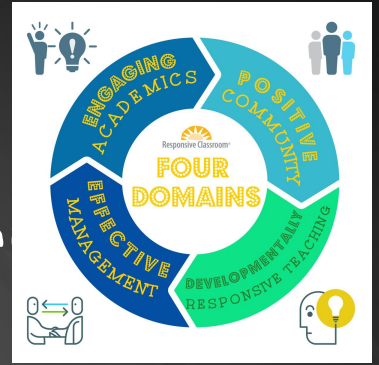 ENGAGING
ACADEMICS
POSITIVE
COMMUNITY
Responsive Classroom®
FOUR
DOMAINS
EFFECTIVE
MANAGEMENT
DEVELOPMENTALLY
RESPONSIVE TEACHING